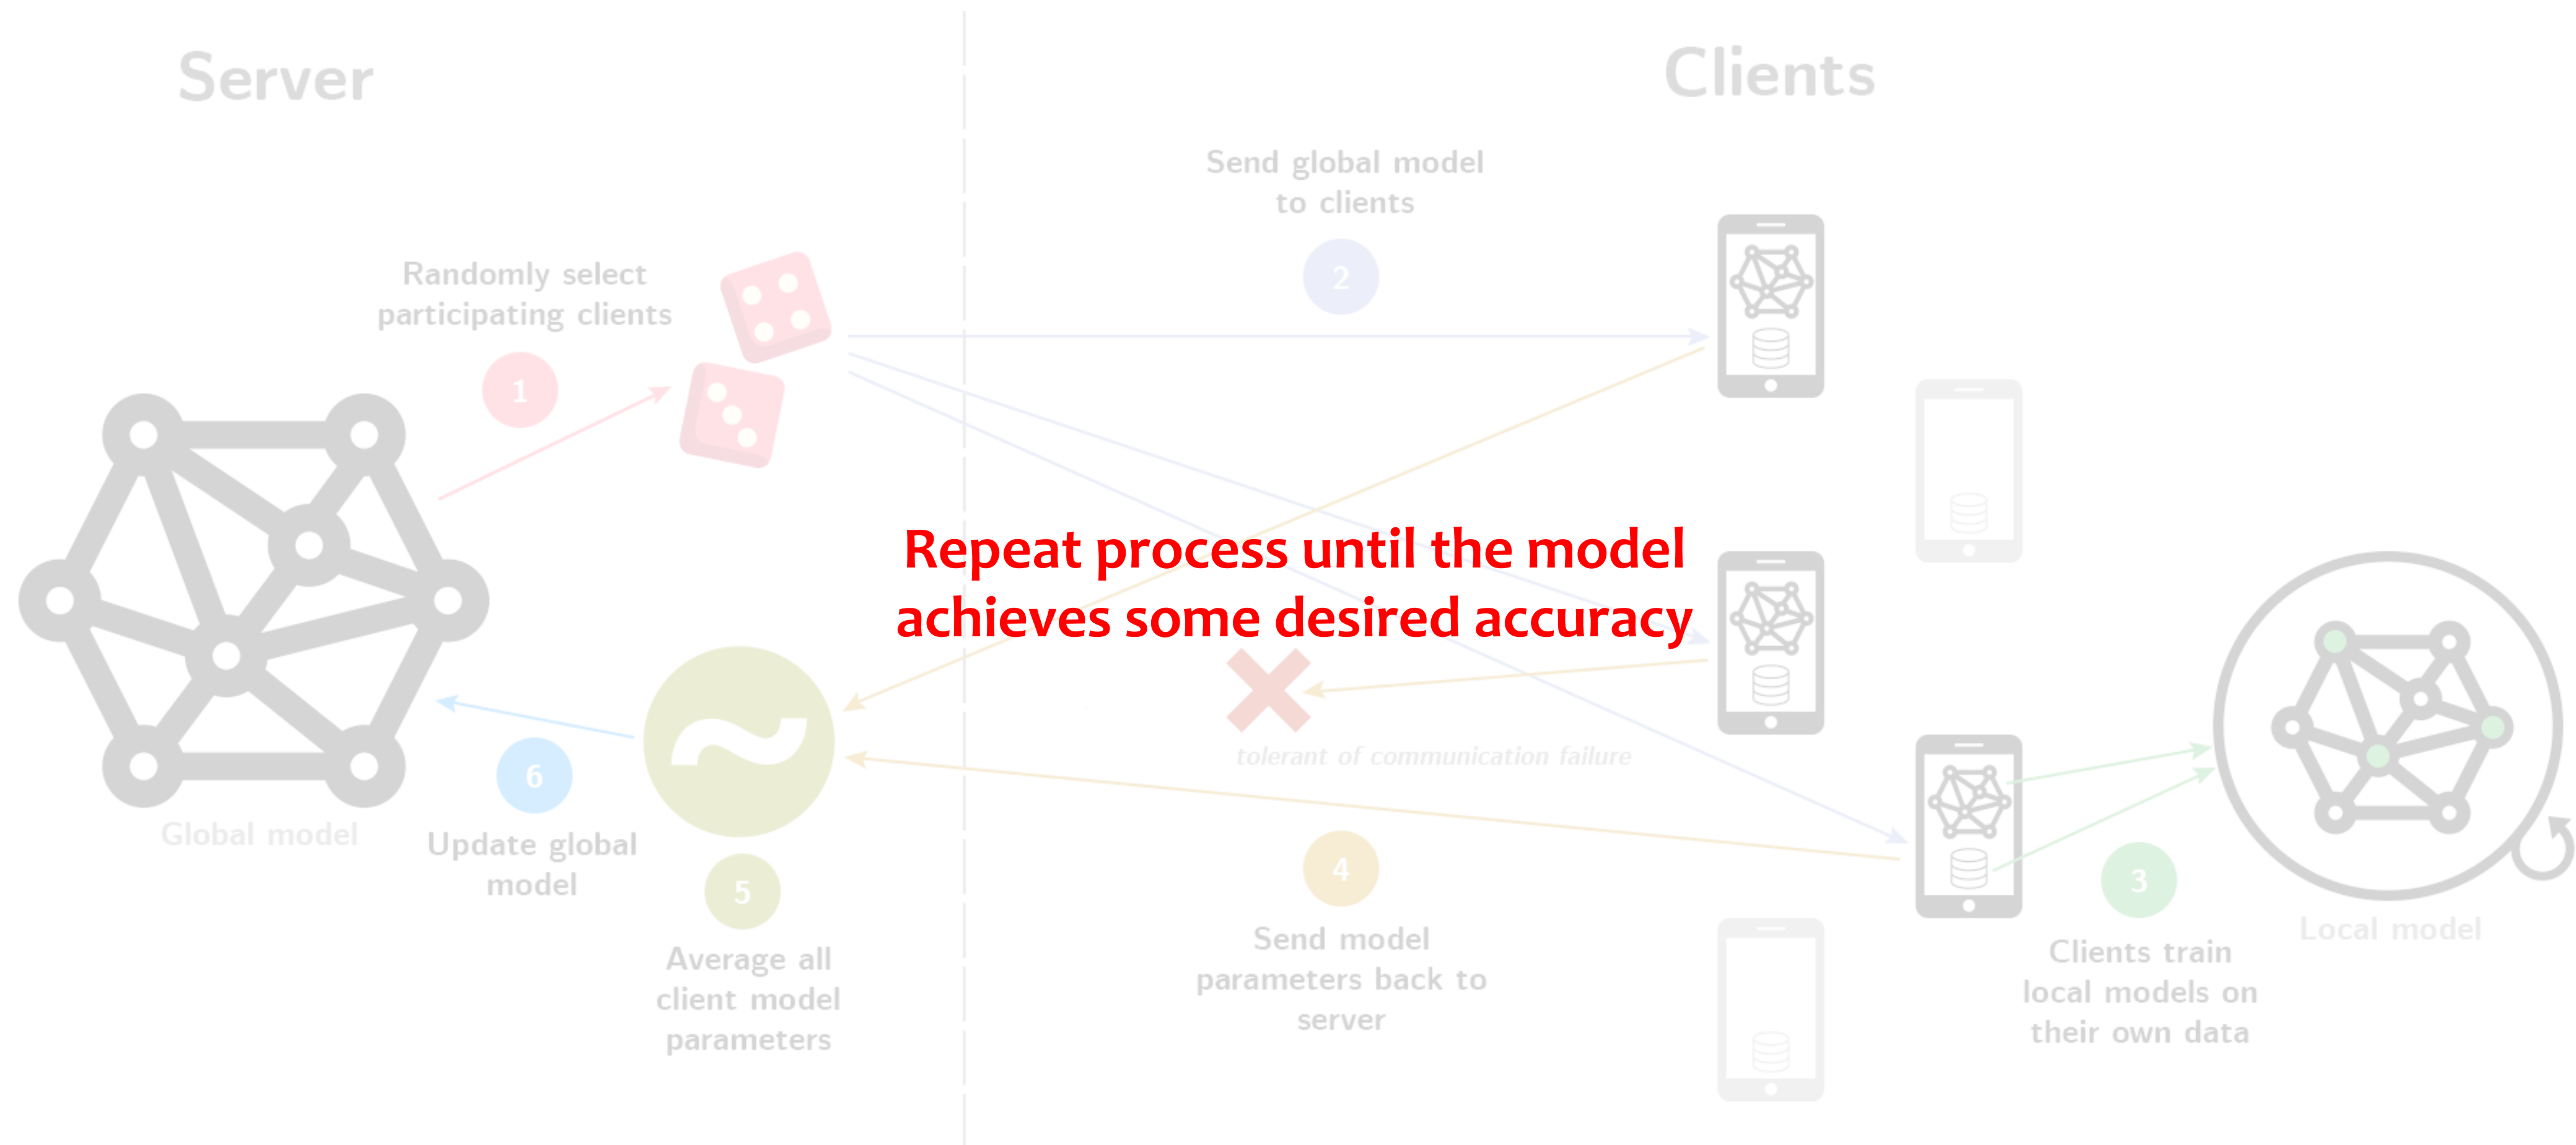 Server
Clients
Send global model
to clients
2
Randomly select
participating clients
1
Repeat process until the model
achieves some desired accuracy
tolerant of communication failure
Global model
6
Update global
model
5
Average all
client model
parameters
4
Send model
parameters back to
server
3
Clients train
local models on
their own data
Local model